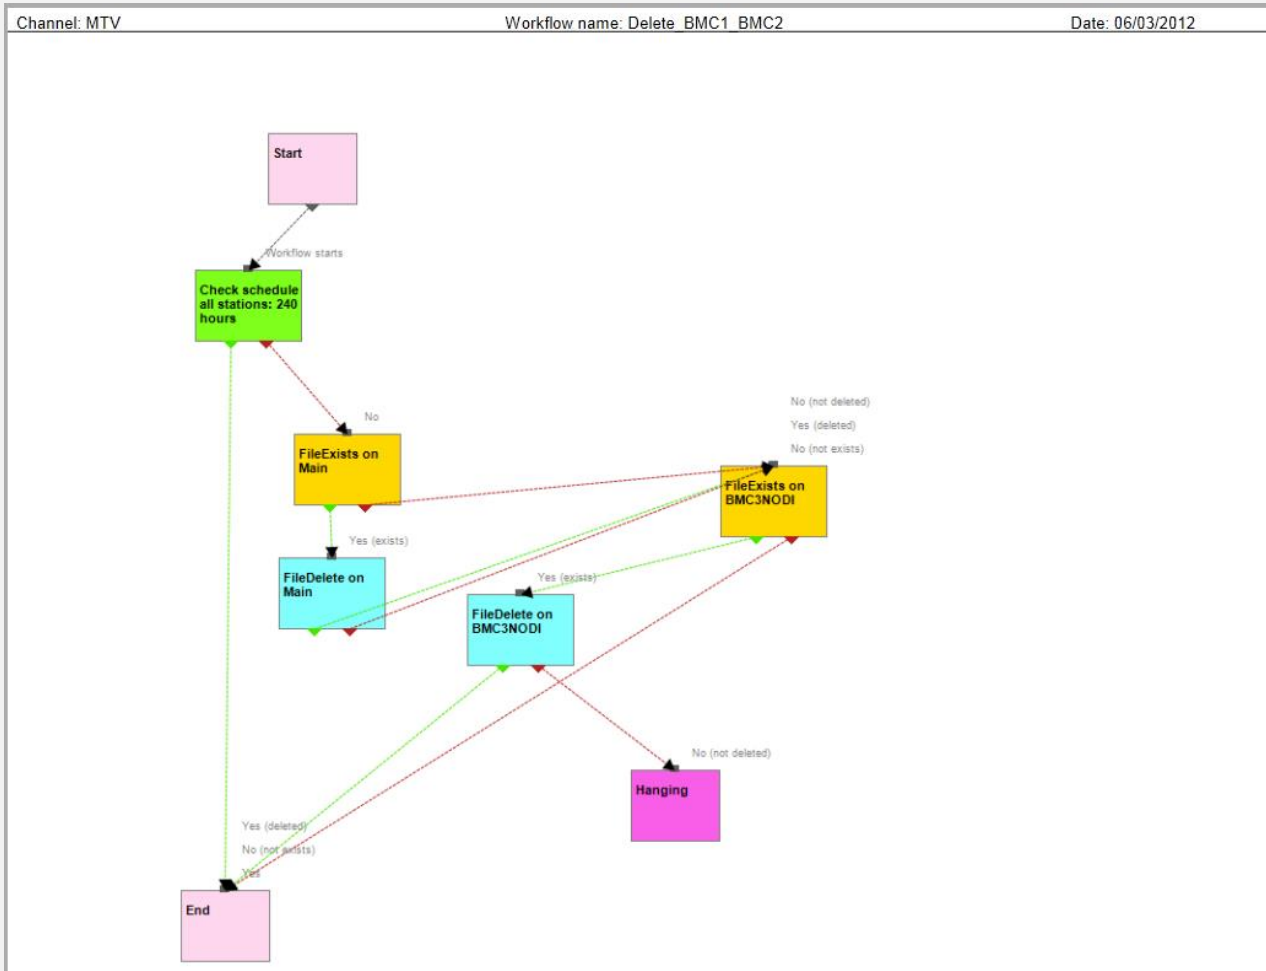 Channel: MTV
Workflow name: Delete_BMC1_BMC2
Date: 06/03/2012
Start
Workflow starts
Check schedule
all stations: 240
hours
No
FileExists on
Main
No (not deleted)
Yes (deleted)
No (not exists)
FileExists on
BMC3NODI
Yes (exists)
FileDelete on
Main
Yes (exists)
FileDelete on
BMC3NODI
No (not deleted)
Hanging
Yes (deleted)
No (not exists)
Yes
End